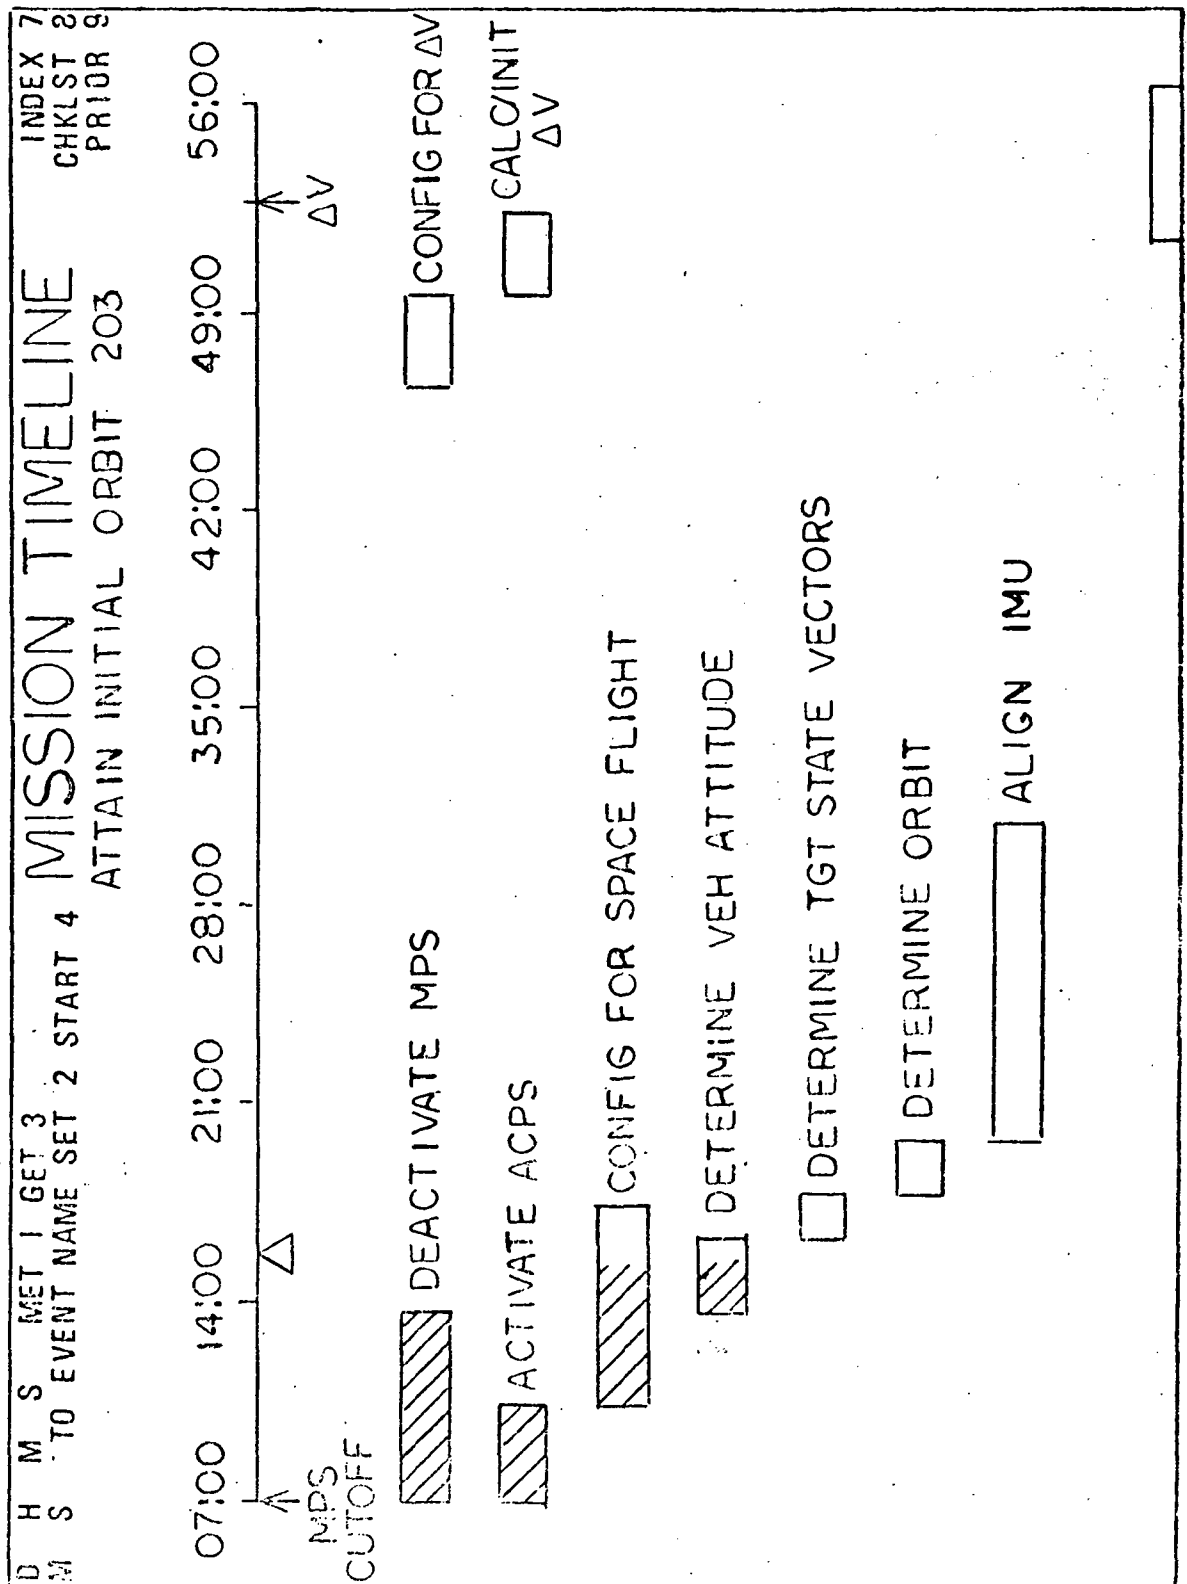 D H M S MET 1 GET 3 MISSION TIMELINE INDEX 7
M S TO EVENT NAME SET 2 START 4 CHKLST 8
ATTAIN INITIAL ORBIT 203 PRIOR 9
07:00 14:00 21:00 28:00 35:00 42:00 49:00 56:00
MPS
CUTOFF
ΔV
DEACTIVATE MPS
CONFIG FOR ΔV
ACTIVATE ACPS
CALC/INIT
ΔV
CONFIG FOR SPACE FLIGHT
DETERMINE VEH ATTITUDE
DETERMINE TGT STATE VECTORS
DETERMINE ORBIT
ALIGN IMU